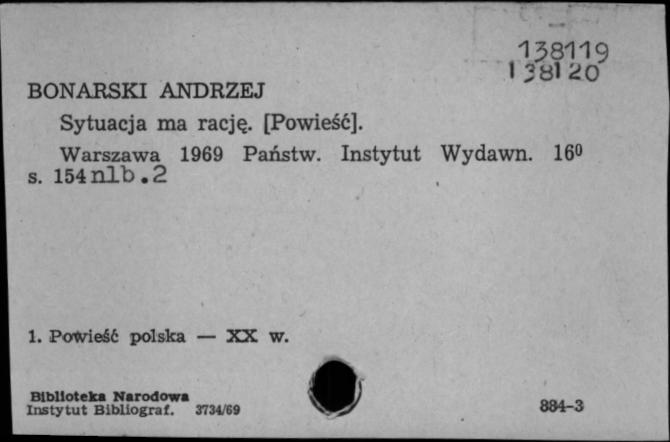 138119
138120
BONARSKI ANDRZEJ
Sytuacja ma rację. [Powieść].
Warszawa 1969 Państw. Instytut Wydawn. 16⁰
s. 154 nlb.2
1. Powieść polska — XX w.
Biblioteka Narodowa
Instytut Bibliograf. 3734/69
884-3